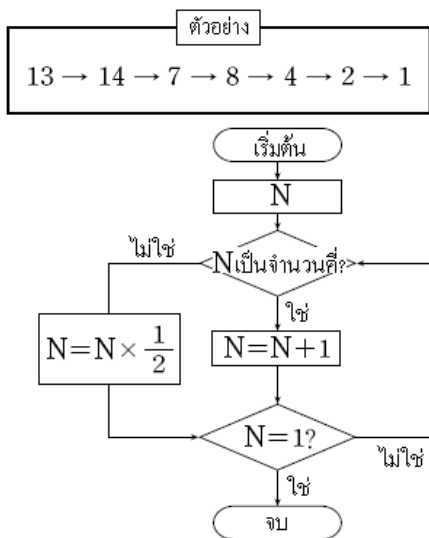 ตัวอย่าง
13 → 14 → 7 → 8 → 4 → 2 → 1
เริ่มต้น
N
ไม่ใช่
Nเป็นจำนวนคี่?
ใช่
N=N× 1/2
N=N+1
N=1?
ไม่ใช่
ใช่
จบ